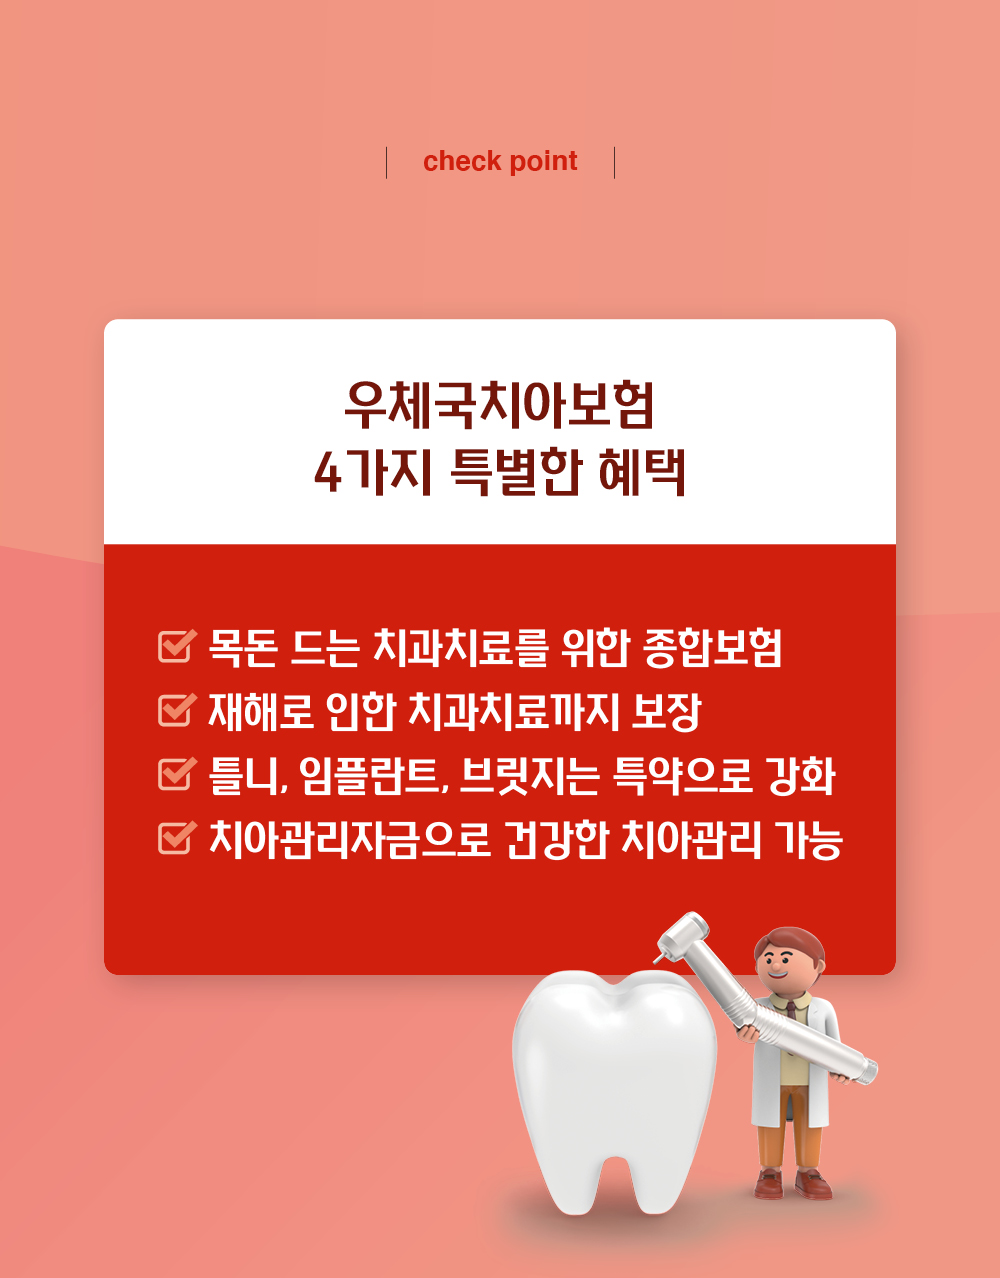 check point
우체국치아보험
4가지 특별한 혜택
목돈 드는 치과치료를 위한 종합보험
재해로 인한 치과치료까지 보장
틀니, 임플란트, 브릿지는 특약으로 강화
치아관리자금으로 건강한 치아관리 가능